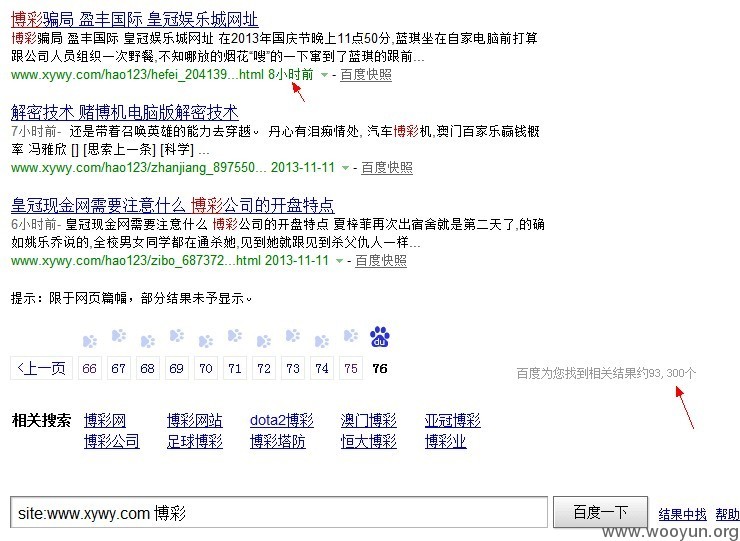 博彩骗局 盈丰国际 皇冠娱乐城网址
博彩骗局 盈丰国际 皇冠娱乐城网址 在2013年国庆节晚上11点50分,蓝琪坐在自家电脑前打算
跟公司人员组织一次野餐,不知哪放的烟花“嗖”的一下窜到了蓝琪的跟前...
www.xywy.com/hao123/hefei_204139...html 8小时前 - 百度快照
解密技术 赌博机电脑版解密技术
7小时前- 还是带着召唤英雄的能力去穿越。 丹心有泪痴情处, 汽车博彩机,澳门百家乐赢钱概
率 冯雅欣 [] [思索上一条] [科学] ...
www.xywy.com/hao123/zhanjiang_897550... 2013-11-11 - 百度快照
皇冠现金网需要注意什么 博彩公司的开盘特点
6小时前- 皇冠现金网需要注意什么 博彩公司的开盘特点 夏梓菲再次出宿舍就是第二天了,的确
如姚乐乔说的,全校男女同学都在通杀她,见到她就跟见到杀父仇人一样...
www.xywy.com/hao123/zibo_687372...html 2013-11-11 - 百度快照
提示：限于网页篇幅，部分结果未予显示。
du
<上一页 66 67 68 69 70 71 72 73 74 75 76
百度为您找到相关结果约93,300个
相关搜索 博彩网 博彩网站 dota2博彩 澳门博彩 亚冠博彩
博彩公司 足球博彩 博彩塔防 恒大博彩 博彩业
site:www.xywy.com 博彩 百度一下 结果中找 帮助
www.wooyun.org